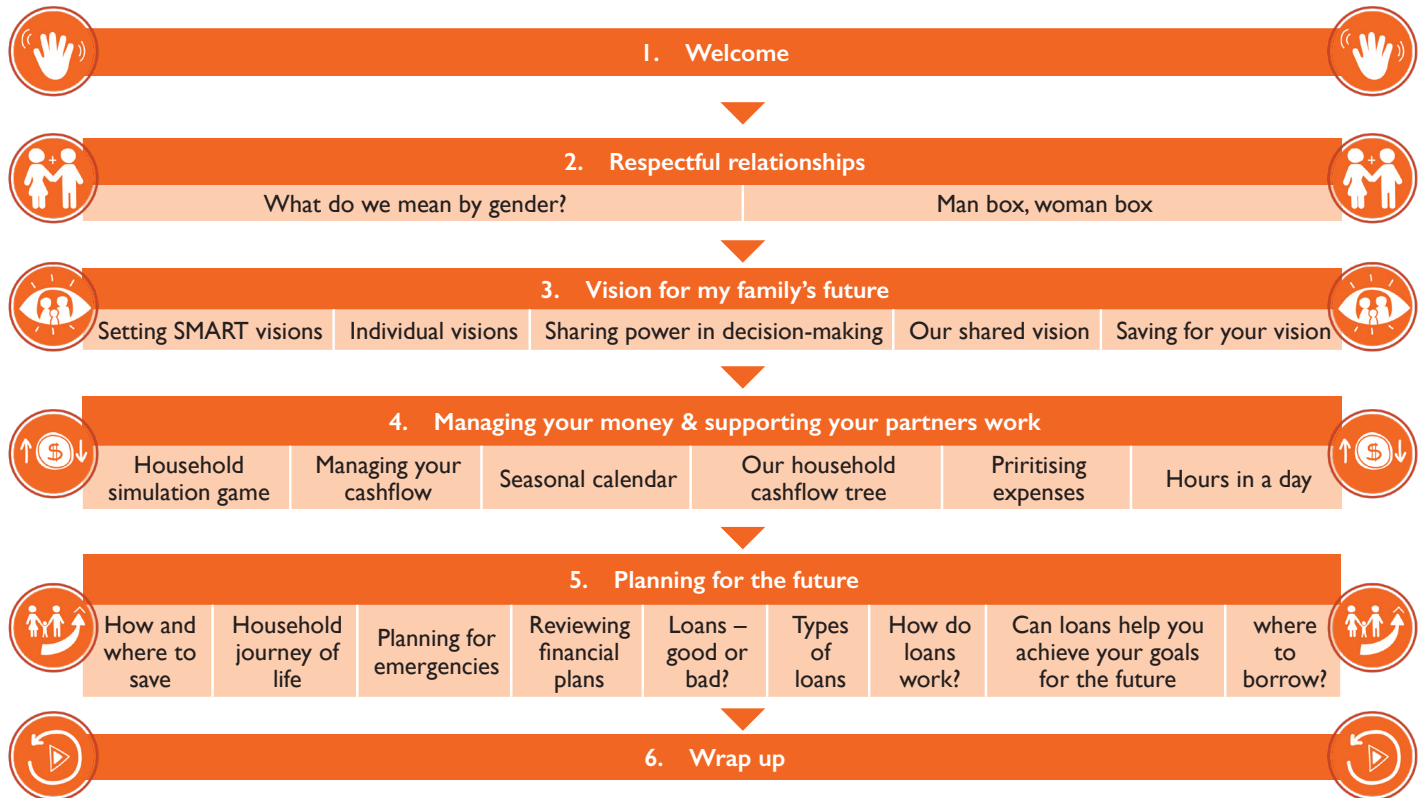 1. Welcome
2. Respectful relationships
What do we mean by gender?
Man box, woman box
3. Vision for my family's future
Setting SMART visions
Individual visions
Sharing power in decision-making
Our shared vision
Saving for your vision
4. Managing your money & supporting your partners work
Household
simulation game
Managing your
cashflow
Seasonal calendar
Our household
cashflow tree
Priritising
expenses
Hours in a day
5. Planning for the future
How and
where to
save
Household
journey of
life
Planning for
emergencies
Reviewing
financial
plans
Loans –
good or
bad?
Types
of
loans
How do
loans
work?
Can loans help you
achieve your goals
for the future
where
to
borrow?
6. Wrap up